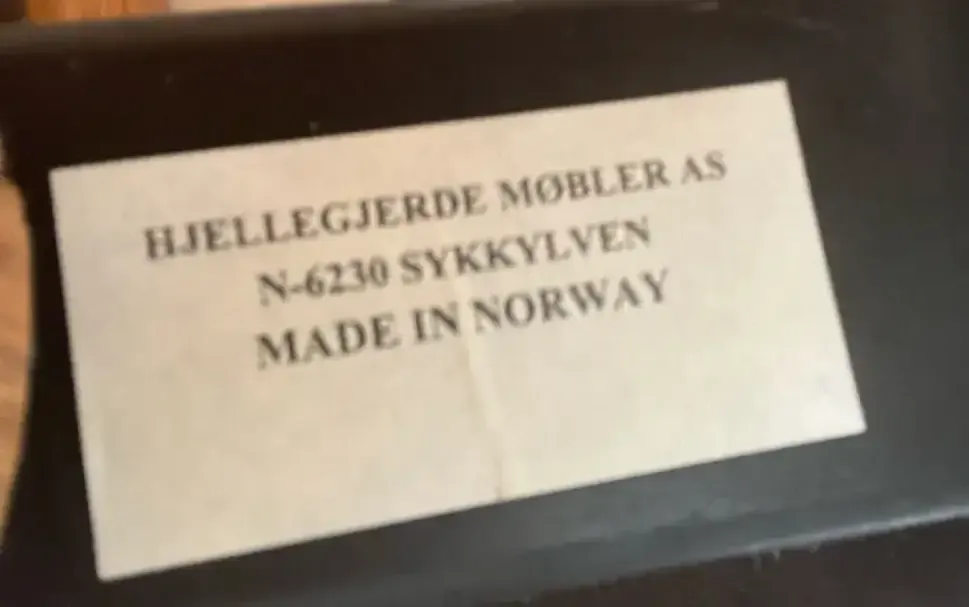 HJELLEGJERDE MØBLER AS
N-6230 SYKKYLVEN
MADE IN NORWAY